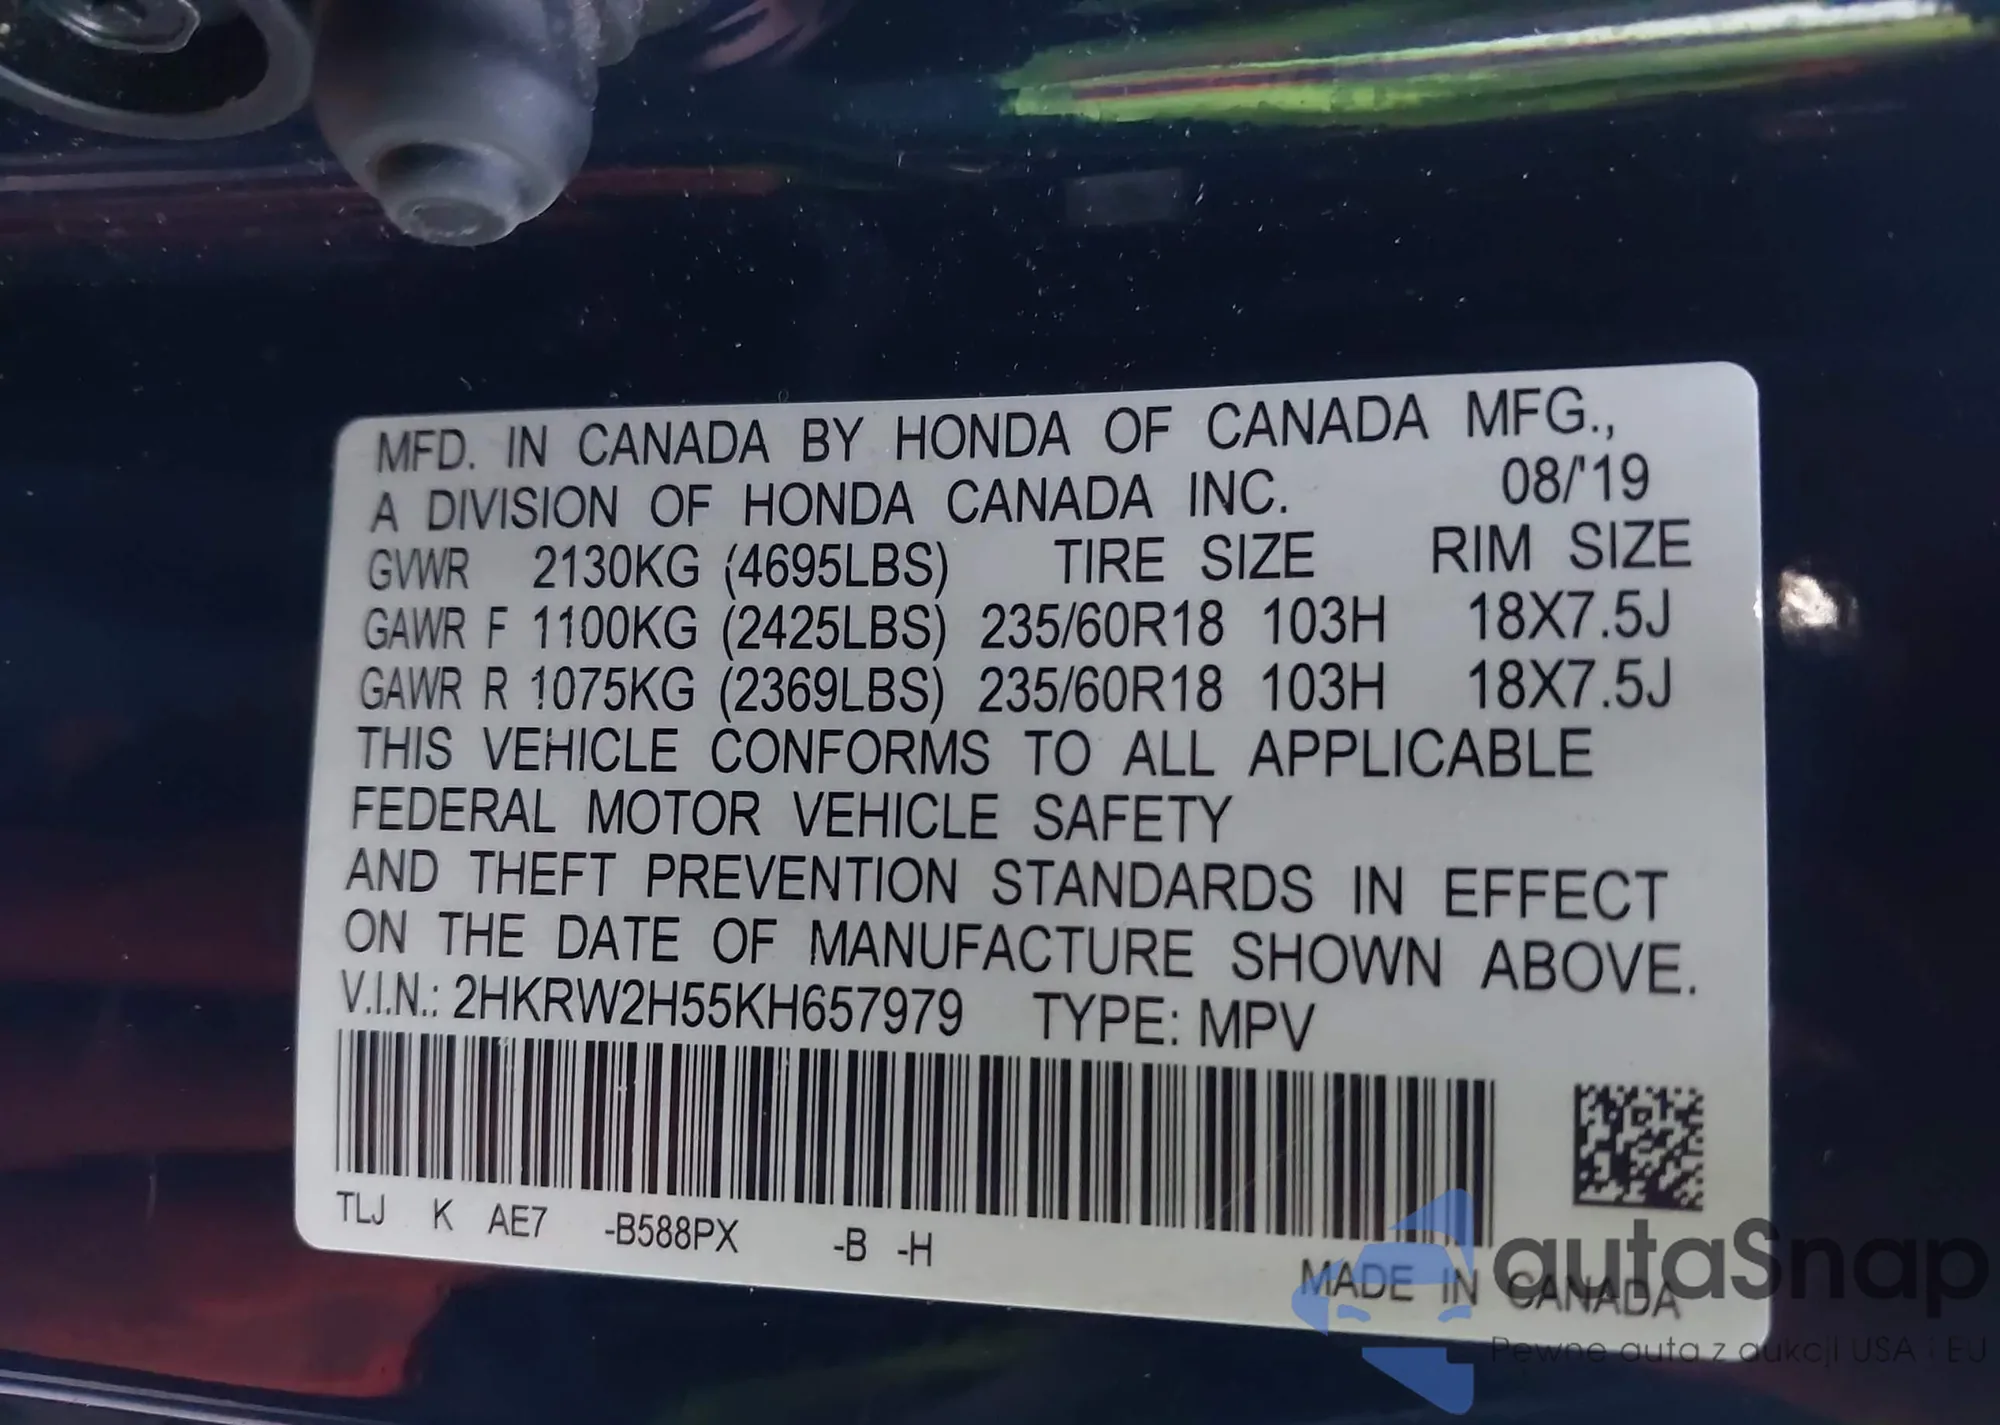 MFD. IN CANADA BY HONDA OF CANADA MFG.,
A DIVISION OF HONDA CANADA INC. 08/'19
GVWR 2130KG (4695LBS) TIRE SIZE RIM SIZE
GAWR F 1100KG (2425LBS) 235/60R18 103H 18X7.5J
GAWR R 1075KG (2369LBS) 235/60R18 103H 18X7.5J
THIS VEHICLE CONFORMS TO ALL APPLICABLE
FEDERAL MOTOR VEHICLE SAFETY
AND THEFT PREVENTION STANDARDS IN EFFECT
ON THE DATE OF MANUFACTURE SHOWN ABOVE.
V.I.N.: 2HKRW2H55KH657979 TYPE: MPV
TLJ K AE7 -B588PX -B -H
MADE IN CANADA
autaSnap
Pewne auta z aukcji USA i EU